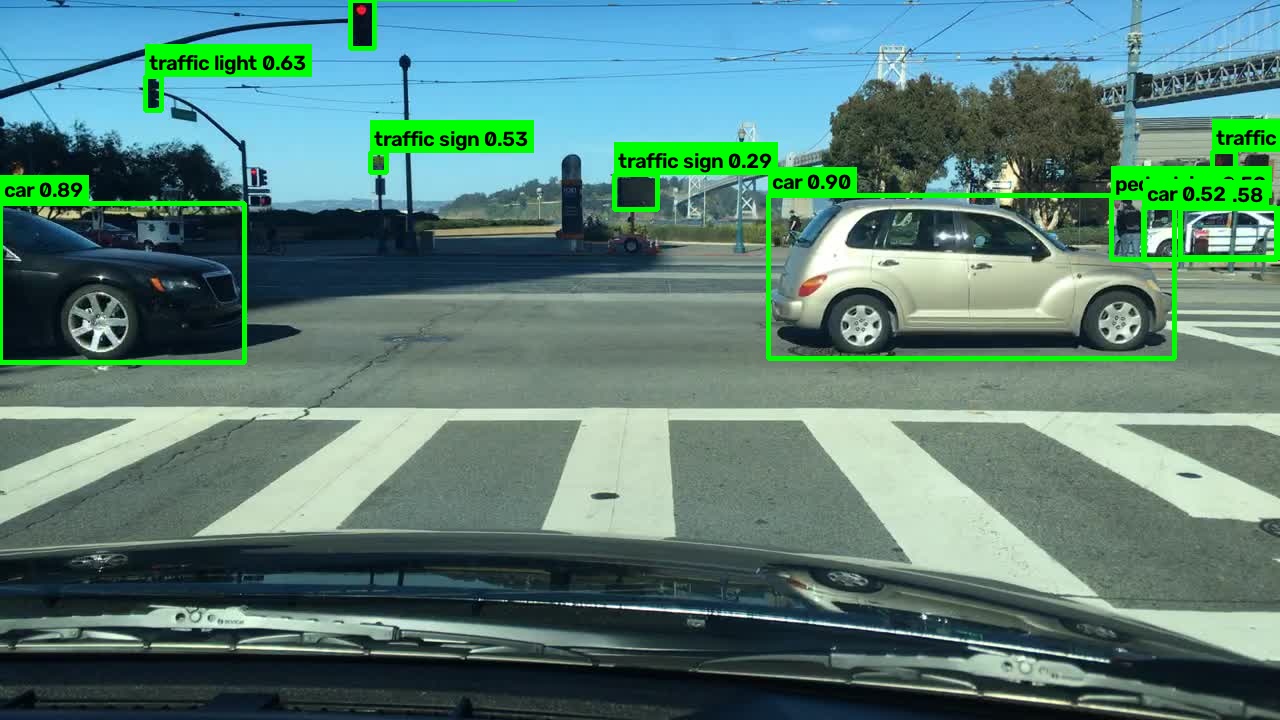 traffic light 0.63
traffic sign 0.53
traffic sign 0.29
traffic
car 0.89
car 0.90
car 0.52
.58